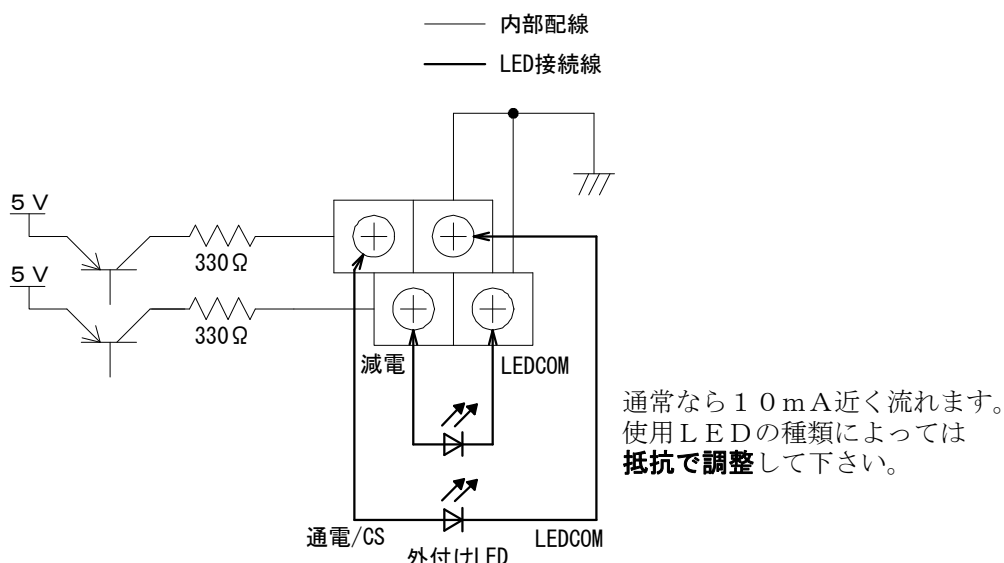 内部配線
LED接続線
5V
330Ω
5V
330Ω
減電
LEDCOM
通常なら10mA近く流れます。
使用LEDの種類によっては
抵抗で調整して下さい。
通電/CS
LEDCOM
外付けLED